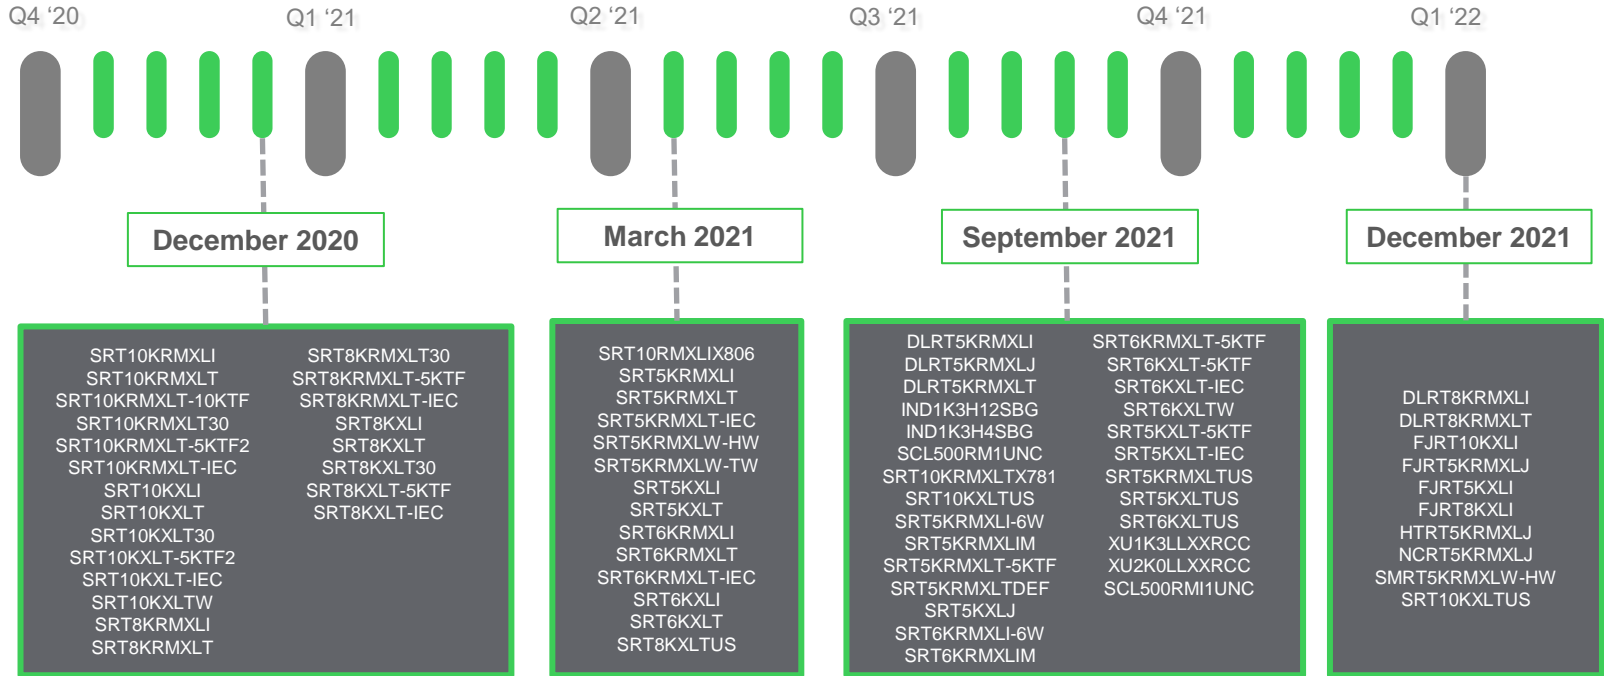 Q4 ‘20
Q1 ‘21
Q2 ‘21
Q3 ‘21
Q4 ‘21
Q1 ‘22
December 2020
March 2021
September 2021
December 2021
SRT10KRMXLI
SRT10KRMXLT
SRT10KRMXLT-10KTF
SRT10KRMXLT30
SRT10KRMXLT-5KTF2
SRT10KRMXLT-IEC
SRT10KXLI
SRT10KXLT
SRT10KXLT30
SRT10KXLT-5KTF2
SRT10KXLT-IEC
SRT10KXLTW
SRT8KRMXLI
SRT8KRMXLT
SRT8KRMXLT30
SRT8KRMXLT-5KTF
SRT8KRMXLT-IEC
SRT8KXLI
SRT8KXLT
SRT8KXLT30
SRT8KXLT-5KTF
SRT8KXLT-IEC
SRT10RMXLIX806
SRT5KRMXLI
SRT5KRMXLT
SRT5KRMXLT-IEC
SRT5KRMXLW-HW
SRT5KRMXLW-TW
SRT5KXLI
SRT5KXLT
SRT6KRMXLI
SRT6KRMXLT
SRT6KRMXLT-IEC
SRT6KXLI
SRT6KXLT
SRT8KXLTUS
DLRT5KRMXLI
DLRT5KRMXLJ
DLRT5KRMXLT
IND1K3H12SBG
IND1K3H4SBG
SCL500RM1UNC
SRT10KRMXLTX781
SRT10KXLTUS
SRT5KRMXLI-6W
SRT5KRMXLIM
SRT5KRMXLT-5KTF
SRT5KRMXLTDEF
SRT5KXLJ
SRT6KRMXLI-6W
SRT6KRMXLIM
SRT6KRMXLT-5KTF
SRT6KXLT-5KTF
SRT6KXLT-IEC
SRT6KXLTW
SRT5KXLT-5KTF
SRT5KXLT-IEC
SRT5KRMXLTUS
SRT5KXLTUS
SRT6KXLTUS
XU1K3LLXXRCC
XU2K0LLXXRCC
SCL500RMI1UNC
DLRT8KRMXLI
DLRT8KRMXLT
FJRT10KXLI
FJRT5KRMXLJ
FJRT5KXLI
FJRT8KXLI
HTRT5KRMXLJ
NCRT5KRMXLJ
SMRT5KRMXLW-HW
SRT10KXLTUS